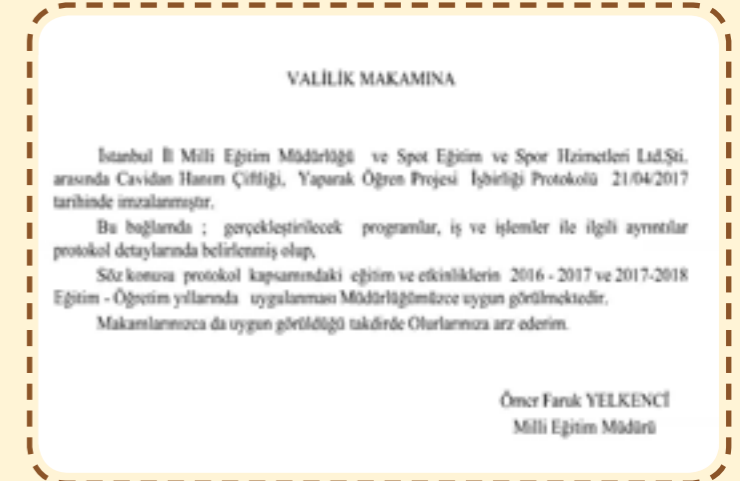 VALİLİK MAKAMINA
İstanbul İl Milli Eğitim Müdürlüğü ve Spot Eğitim ve Spor Hzimetleri Ltd.Şti.
arasında Cavidan Hanım Çiftliği, Yaparak Öğren Projesi İşbirliği Protokolü 21/04/2017
tarihinde imzalanmıştır.
Bu bağlamda ; gerçekleştirilecek programlar, iş ve işlemler ile ilgili ayrıntılar
protokol detaylarında belirlenmiş olup,
Söz konusu protokol kapsamındaki eğitim ve etkinliklerin 2016 - 2017 ve 2017-2018
Eğitim - Öğretim yıllarında uygulanması Müdürlüğümüzce uygun görülmektedir.
Makamlarınızca da uygun görüldüğü takdirde Olurlarınıza arz ederim.
Ömer Faruk YELKENCİ
Milli Eğitim Müdürü